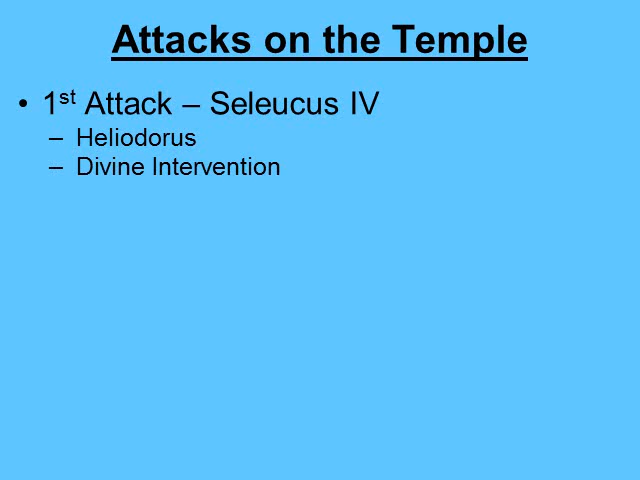 Attacks on the Temple
• 1st Attack – Seleucus IV
– Heliodorus
– Divine Intervention